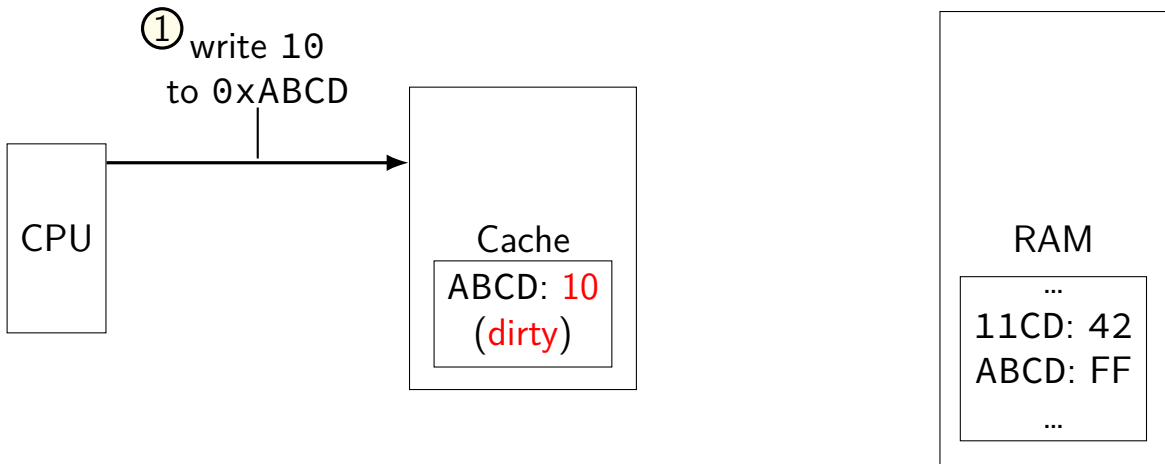 1
write 10
to 0xABCD
CPU
Cache
ABCD: 10
(dirty)
RAM
...
11CD: 42
ABCD: FF
...